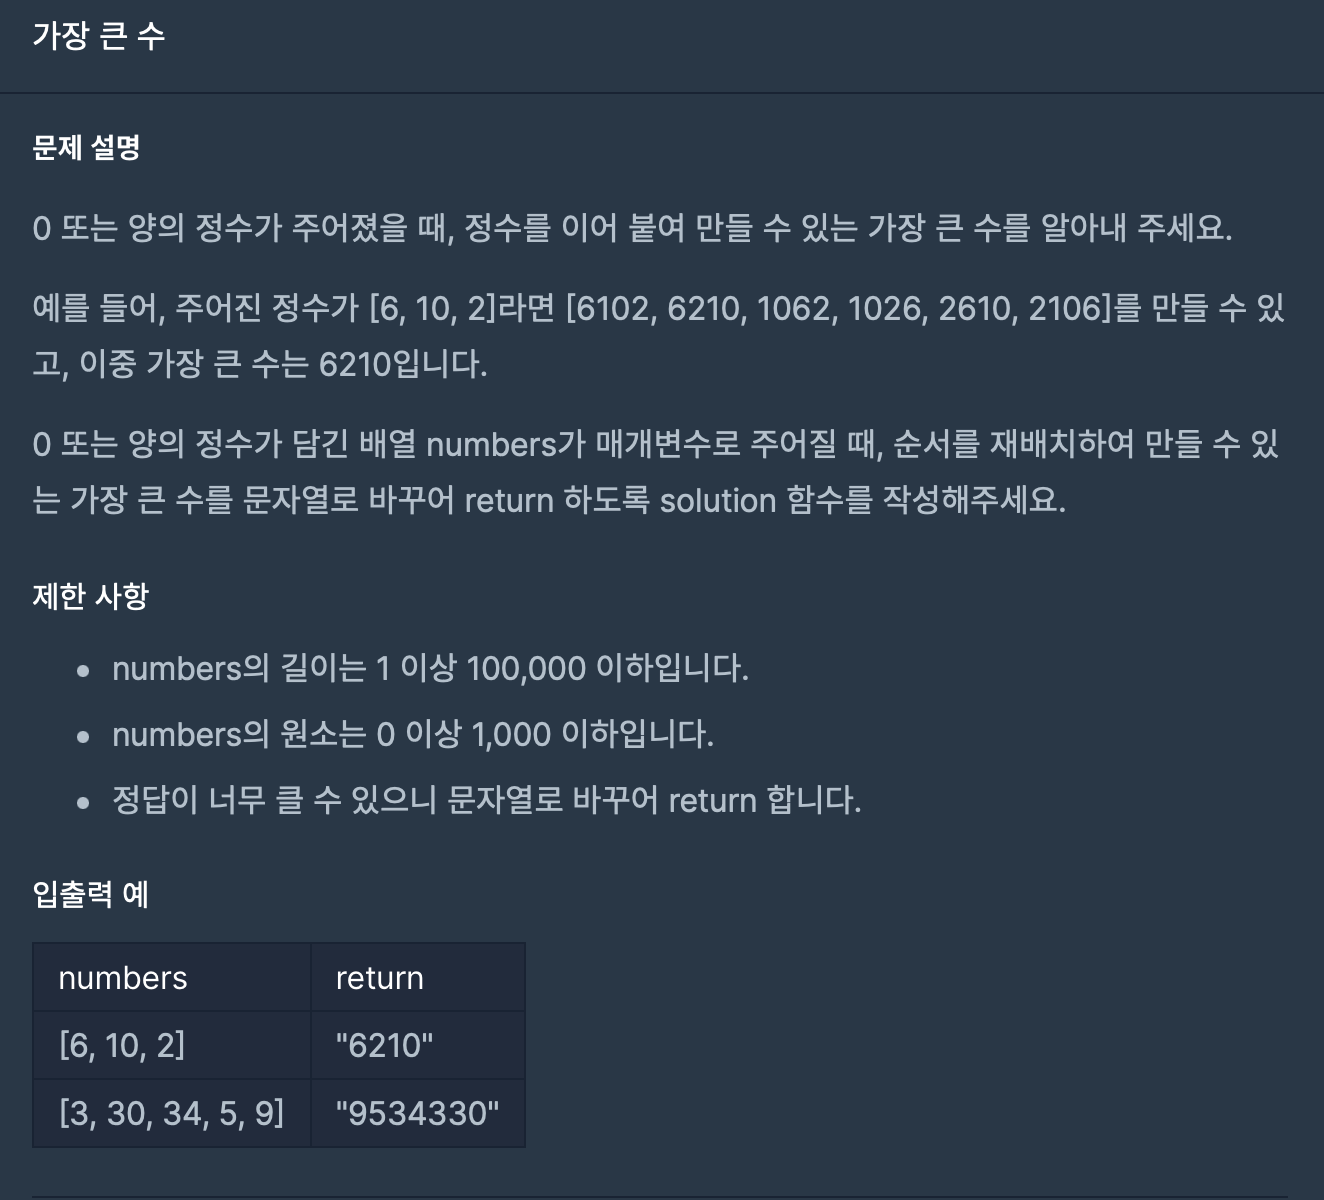 가장 큰 수
문제 설명
0 또는 양의 정수가 주어졌을 때, 정수를 이어 붙여 만들 수 있는 가장 큰 수를 알아내 주세요.
예를 들어, 주어진 정수가 [6, 10, 2]라면 [6102, 6210, 1062, 1026, 2610, 2106]를 만들 수 있
고, 이중 가장 큰 수는 6210입니다.
0 또는 양의 정수가 담긴 배열 numbers가 매개변수로 주어질 때, 순서를 재배치하여 만들 수 있
는 가장 큰 수를 문자열로 바꾸어 return 하도록 solution 함수를 작성해주세요.
제한 사항
numbers의 길이는 1 이상 100,000 이하입니다.
numbers의 원소는 0 이상 1,000 이하입니다.
정답이 너무 클 수 있으니 문자열로 바꾸어 return 합니다.
입출력 예
numbers return
[6, 10, 2] "6210"
[3, 30, 34, 5, 9] "9534330"